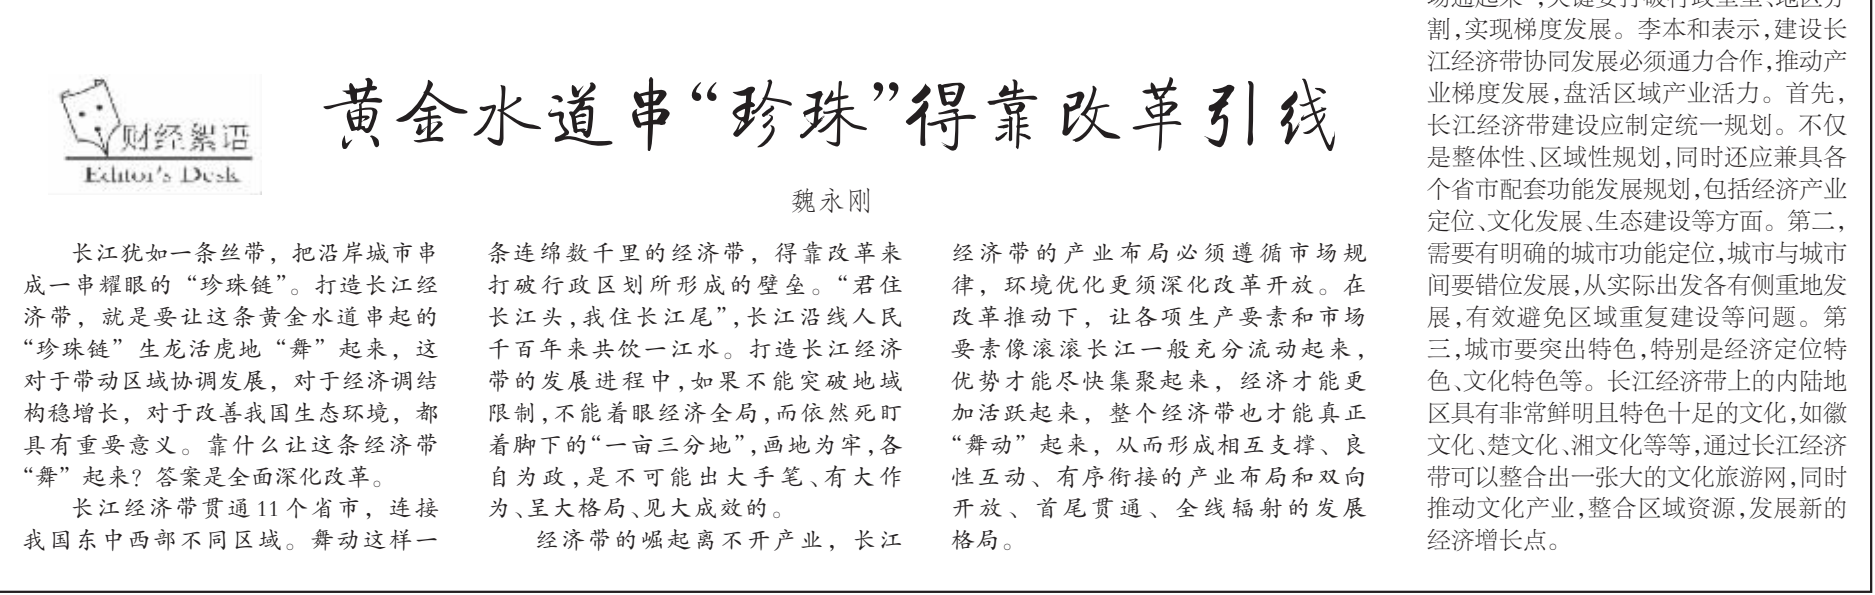 财经絮语
Editor's Desk
黄金水道串“珍珠”得靠改革引线
魏永刚
长江犹如一条丝带，把沿岸城市串
成一串耀眼的“珍珠链”。打造长江经
济带，就是要让这条黄金水道串起的
“珍珠链”生龙活虎地“舞”起来，这
对于带动区域协调发展，对于经济调结
构稳增长，对于改善我国生态环境，都
具有重要意义。靠什么让这条经济带
“舞”起来？答案是全面深化改革。
长江经济带贯通11个省市，连接
我国东中西部不同区域。舞动这样一
条连绵数千里的经济带，得靠改革来
打破行政区划所形成的壁垒。“君住
长江头,我住长江尾”,长江沿线人民
千百年来共饮一江水。打造长江经济
带的发展进程中,如果不能突破地域
限制,不能着眼经济全局,而依然死盯
着脚下的“一亩三分地”,画地为牢,各
自为政,是不可能出大手笔、有大作
为、呈大格局、见大成效的。
经济带的崛起离不开产业，长江
经济带的产业布局必须遵循市场规
律，环境优化更须深化改革开放。在
改革推动下，让各项生产要素和市场
要素像滚滚长江一般充分流动起来，
优势才能尽快集聚起来，经济才能更
加活跃起来，整个经济带也才能真正
“舞动”起来，从而形成相互支撑、良
性互动、有序衔接的产业布局和双向
开放、首尾贯通、全线辐射的发展
格局。
割,实现梯度发展。李本和表示,建设长
江经济带协同发展必须通力合作,推动产
业梯度发展,盘活区域产业活力。首先,
长江经济带建设应制定统一规划。不仅
是整体性、区域性规划,同时还应兼具各
个省市配套功能发展规划,包括经济产业
定位、文化发展、生态建设等方面。第二,
需要有明确的城市功能定位,城市与城市
间要错位发展,从实际出发各有侧重地发
展,有效避免区域重复建设等问题。第
三,城市要突出特色,特别是经济定位特
色、文化特色等。长江经济带上的内陆地
区具有非常鲜明且特色十足的文化,如徽
文化、楚文化、湘文化等等,通过长江经济
带可以整合出一张大的文化旅游网,同时
推动文化产业,整合区域资源,发展新的
经济增长点。